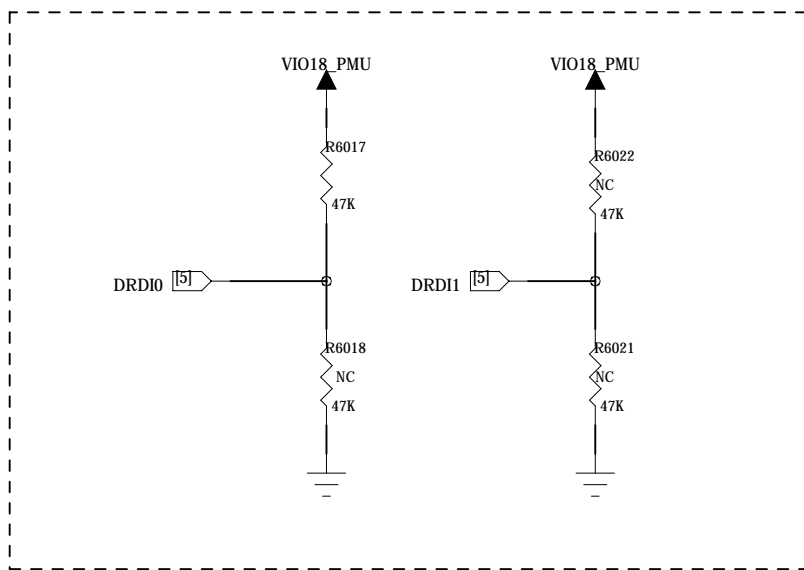 VIO18_PMU VIO18_PMU
R6017 R6022
NC
47K 47K
DRDI0 [5] DRDI1 [5]
R6018 R6021
NC NC
47K 47K